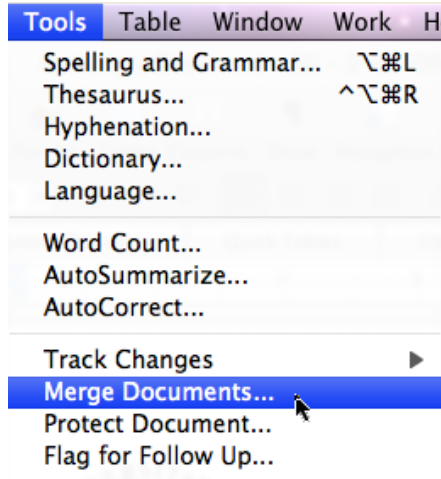 Tools Table Window Work H
Spelling and Grammar... ⌥⌘L
Thesaurus... ^⌥⌘R
Hyphenation...
Dictionary...
Language...
Word Count...
AutoSummarize...
AutoCorrect...
Track Changes ▶
Merge Documents...
Protect Document...
Flag for Follow Up...